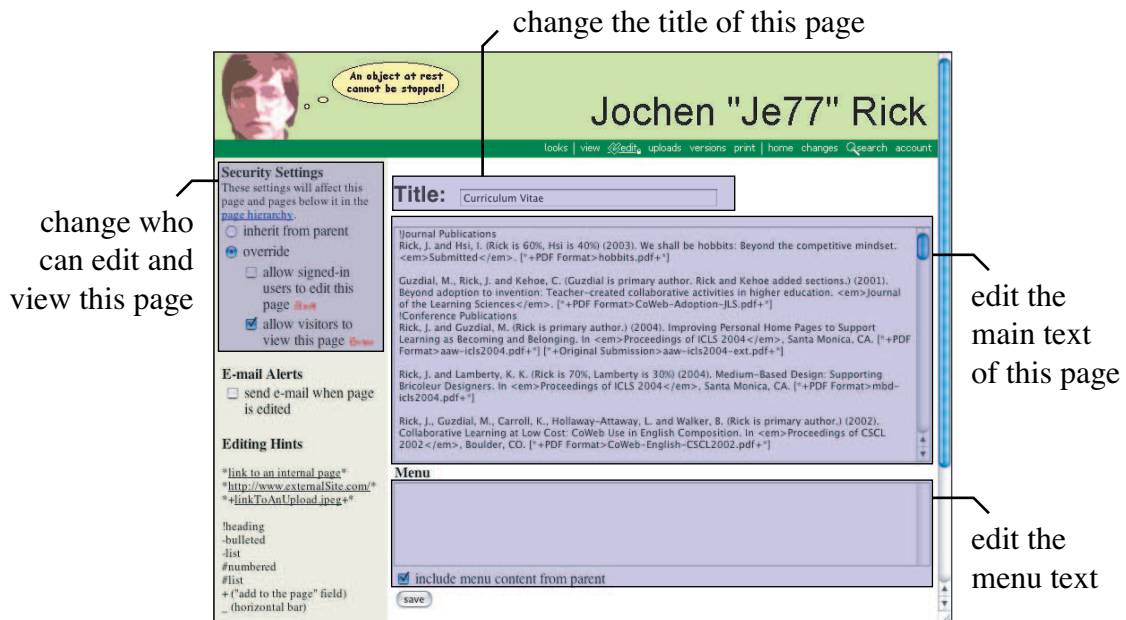 change the title of this page
An object at rest
cannot be stopped!
Jochen "Je77" Rick
looks | view edit uploads versions print | home changes search account
change who
can edit and
view this page
Security Settings
These settings will affect this
page and pages below it in the
page hierarchy.
inherit from parent
override
allow signed-in
users to edit this
page
allow visitors to
view this page
E-mail Alerts
send e-mail when page
is edited
Editing Hints
*link to an internal page*
*http://www.externalSite.com/*
*+linkToAnUpload.jpeg+*
!heading
-bulleted
-list
#numbered
#list
+ ("add to the page" field)
_ (horizontal bar)
Title: Curriculum Vitae
!Journal Publications
Rick, J. and Hsi, I. (Rick is 60%, Hsi is 40%) (2003). We shall be hobbits: Beyond the competitive mindset.
<em>Submitted</em>. [*+PDF Format>hobbits.pdf+*]
Guzdial, M., Rick, J. and Kehoe, C. (Guzdial is primary author. Rick and Kehoe added sections.) (2001).
Beyond adoption to invention: Teacher-created collaborative activities in higher education. <em>Journal
of the Learning Sciences</em>. [*+PDF Format>CoWeb-Adoption-JLS.pdf+*]
!Conference Publications
Rick, J. and Guzdial, M. (Rick is primary author.) (2004). Improving Personal Home Pages to Support
Learning as Becoming and Belonging. In <em>Proceedings of ICLS 2004</em>, Santa Monica, CA. [*+PDF
Format>aaw-icls2004.pdf+*] [*+Original Submission>aaw-icls2004-ext.pdf+*]
Rick, J. and Lamberty, K. K. (Rick is 70%, Lamberty is 30%) (2004). Medium-Based Design: Supporting
Bricoleur Designers. In <em>Proceedings of ICLS 2004</em>, Santa Monica, CA. [*+PDF Format>mbd-
icls2004.pdf+*]
Rick, J., Guzdial, M., Carroll, K., Hollaway-Attaway, L. and Walker, B. (Rick is primary author.) (2002).
Collaborative Learning at Low Cost: CoWeb Use in English Composition. In <em>Proceedings of CSCL
2002</em>, Boulder, CO. [*+PDF Format>CoWeb-English-CSCL2002.pdf+*]
edit the
main text
of this page
Menu
include menu content from parent
save
edit the
menu text